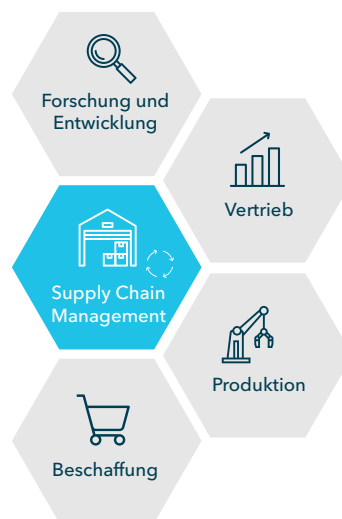 Forschung und
Entwicklung
Vertrieb
Supply Chain
Management
Produktion
Beschaffung